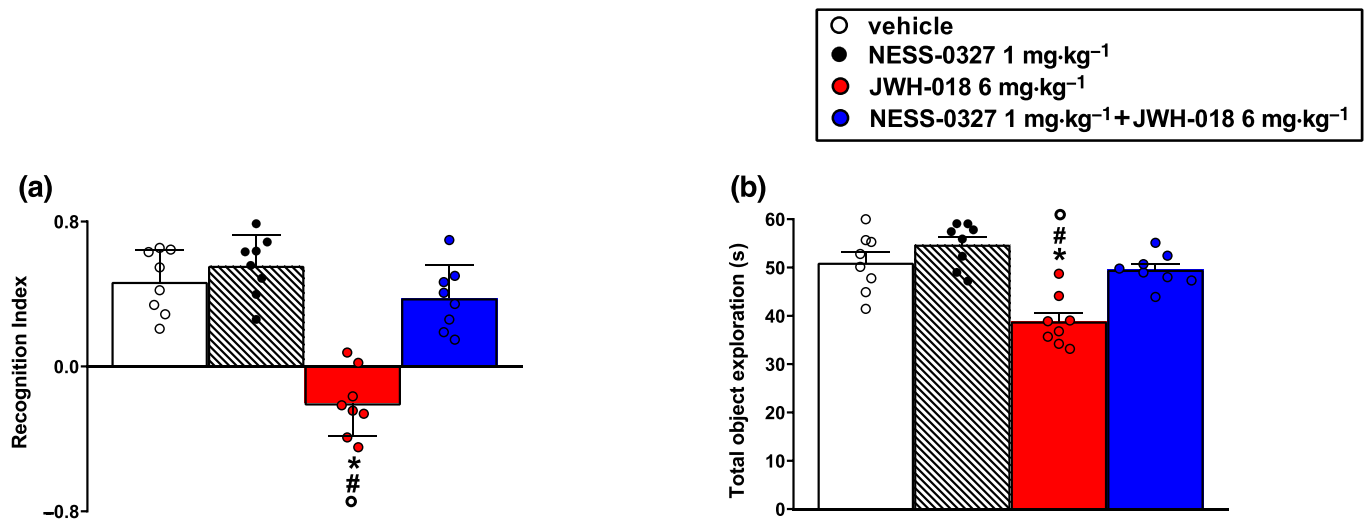 vehicle
NESS-0327 1 mg·kg⁻¹
JWH-018 6 mg·kg⁻¹
NESS-0327 1 mg·kg⁻¹+JWH-018 6 mg·kg⁻¹
(a)
0.8
0.0
–0.8
Recognition Index
*
#
o
(b)
60
50
40
30
20
10
0
Total object exploration (s)
o
#
*